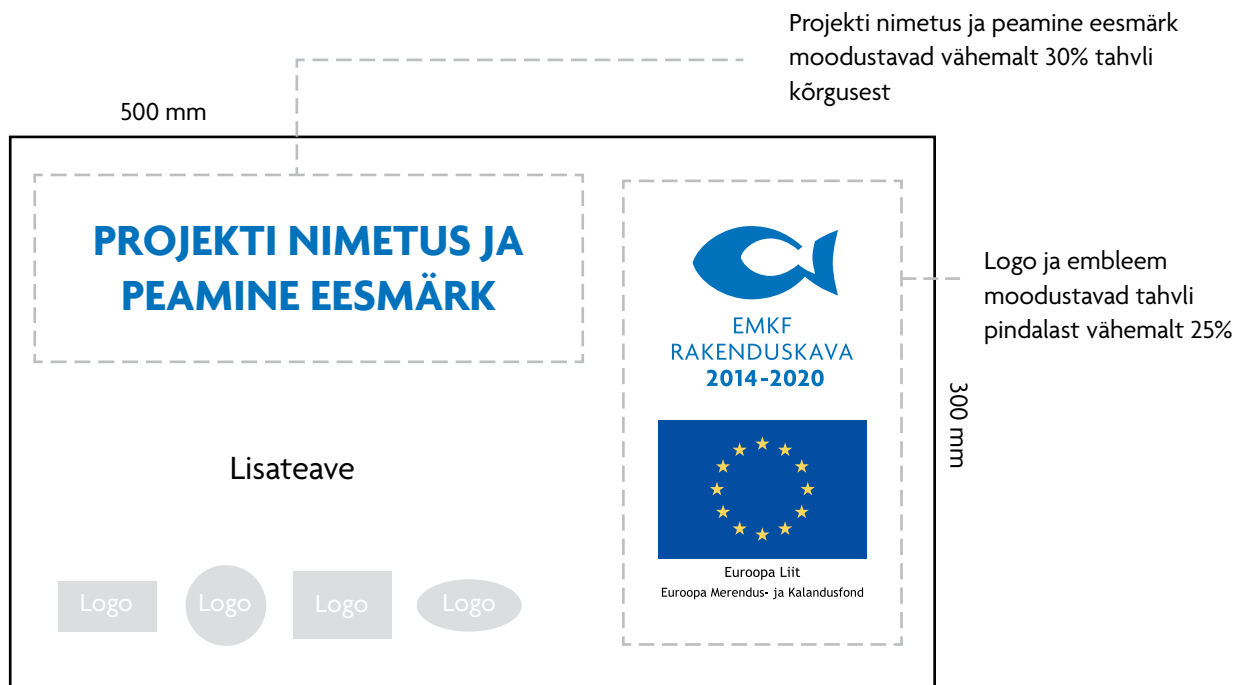 Projekti nimetus ja peamine eesmärk
moodustavad vähemalt 30% tahvli
kõrgusest
500 mm
PROJEKTI NIMETUS JA
PEAMINE EESMÄRK
EMKF
RAKENDUSKAVA
2014-2020
Logo ja embleem
moodustavad tahvli
pindalast vähemalt 25%
300 mm
Lisateave
Euroopa Liit
Euroopa Merendus- ja Kalandusfond
Logo Logo Logo Logo